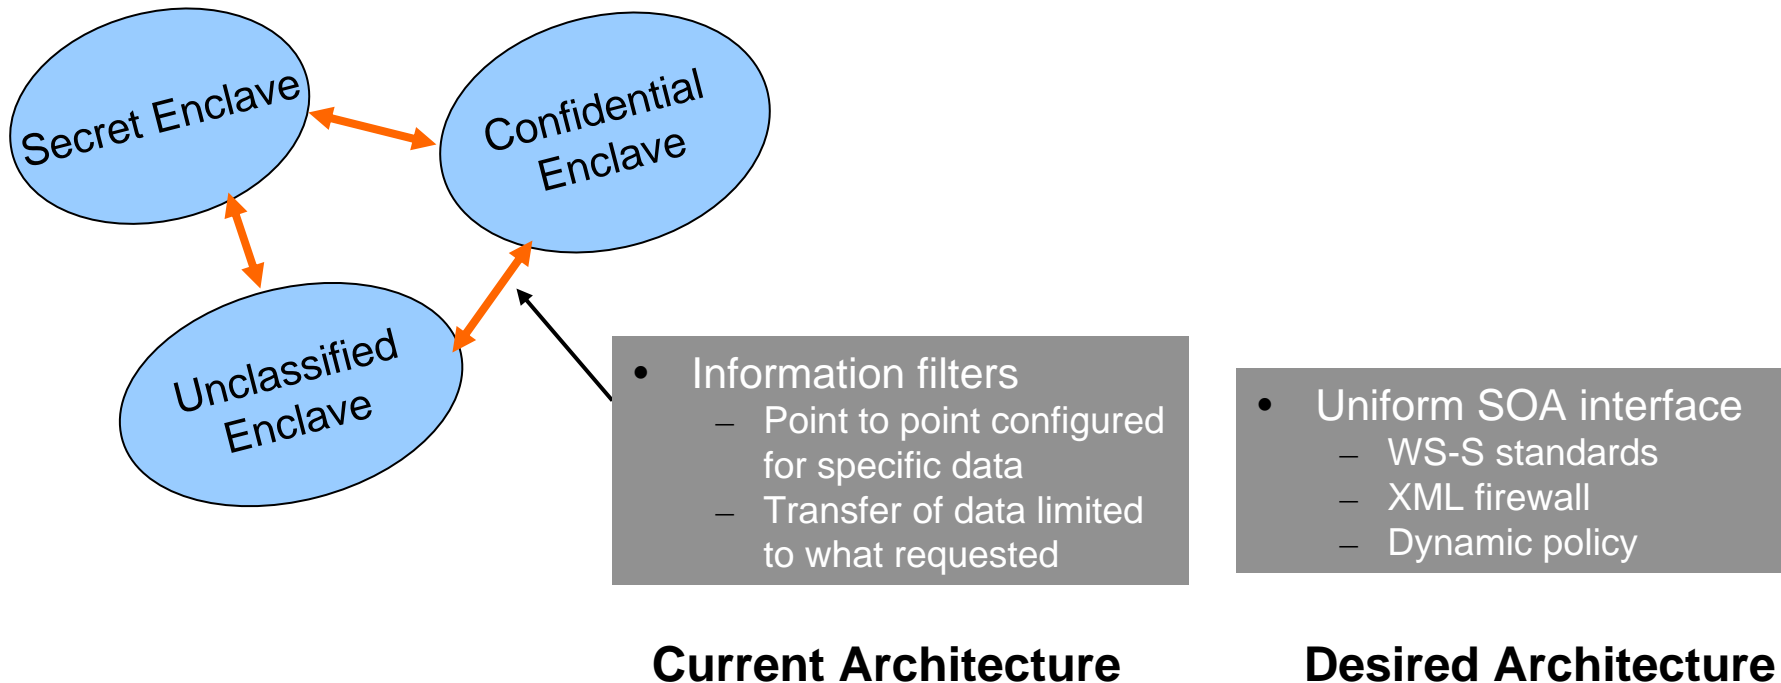 Secret Enclave
Confidential
Enclave
Unclassified
Enclave
• Information filters
– Point to point configured
for specific data
– Transfer of data limited
to what requested
• Uniform SOA interface
– WS-S standards
– XML firewall
– Dynamic policy
Current Architecture
Desired Architecture